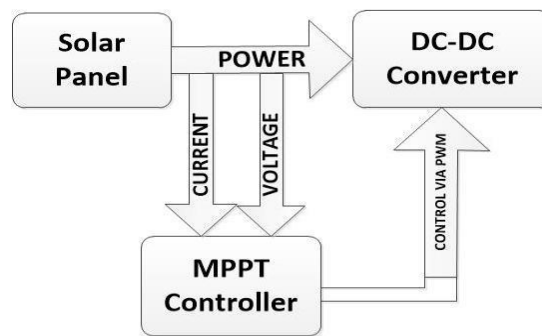 Solar
Panel
POWER
DC-DC
Converter
CURRENT
VOLTAGE
CONTROL VIA PWM
MPPT
Controller